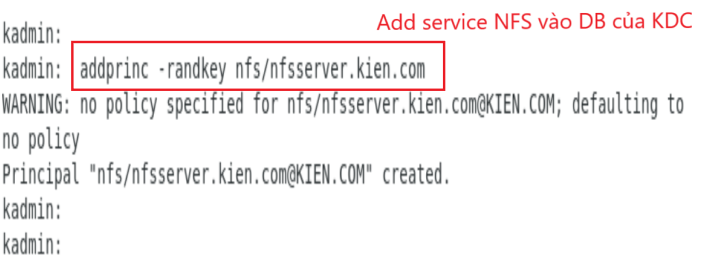 Add service NFS vào DB của KDC
kadmin:
kadmin: addprinc -randkey nfs/nfsserver.kien.com
WARNING: no policy specified for nfs/nfsserver.kien.com@KIEN.COM; defaulting to
no policy
Principal "nfs/nfsserver.kien.com@KIEN.COM" created.
kadmin:
kadmin: